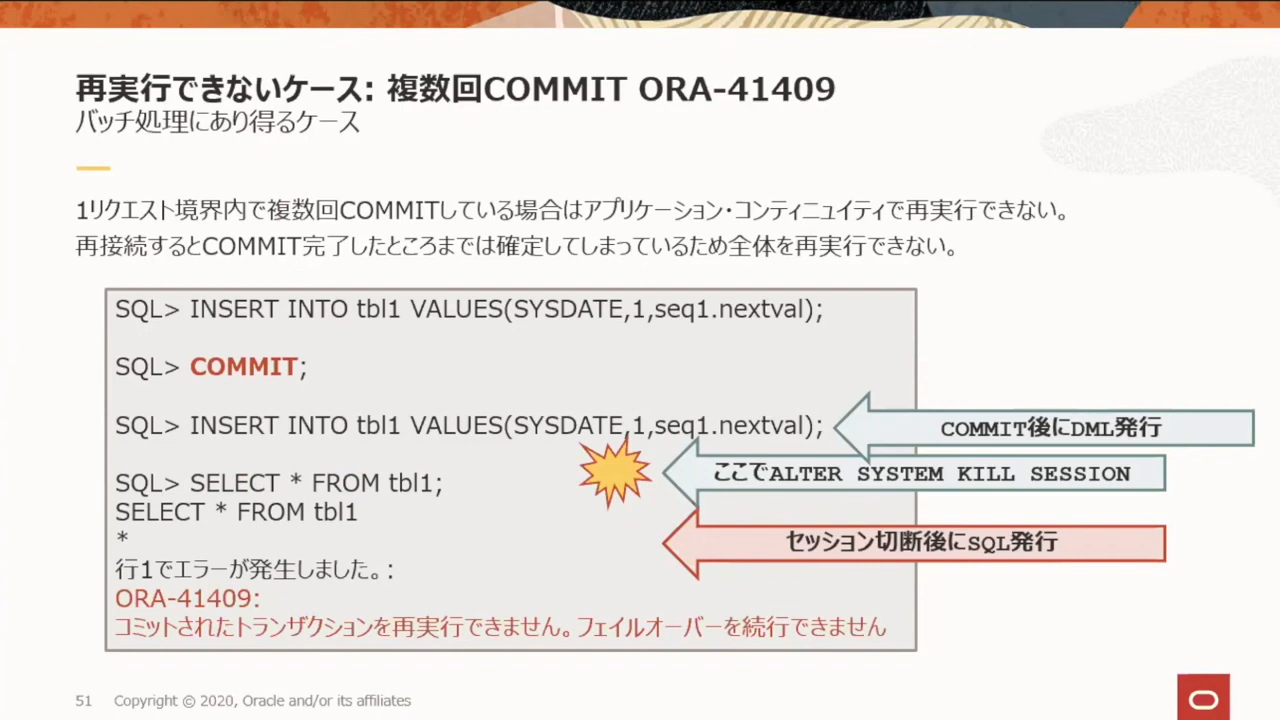 再実行できないケース: 複数回COMMIT ORA-41409
バッチ処理にあり得るケース
1リクエスト境界内で複数回COMMITしている場合はアプリケーション・コンティニュイティで再実行できない。
再接続するとCOMMIT完了したところまでは確定してしまっているため全体を再実行できない。
SQL> INSERT INTO tbl1 VALUES(SYSDATE,1,seq1.nextval);
SQL> COMMIT;
SQL> INSERT INTO tbl1 VALUES(SYSDATE,1,seq1.nextval);
COMMIT後にDML発行
ここでALTER SYSTEM KILL SESSION
SQL> SELECT * FROM tbl1;
SELECT * FROM tbl1
*
セッション切断後にSQL発行
行1でエラーが発生しました。:
ORA-41409:
コミットされたトランザクションを再実行できません。フェイルオーバーを続行できません
51 Copyright © 2020, Oracle and/or its affiliates